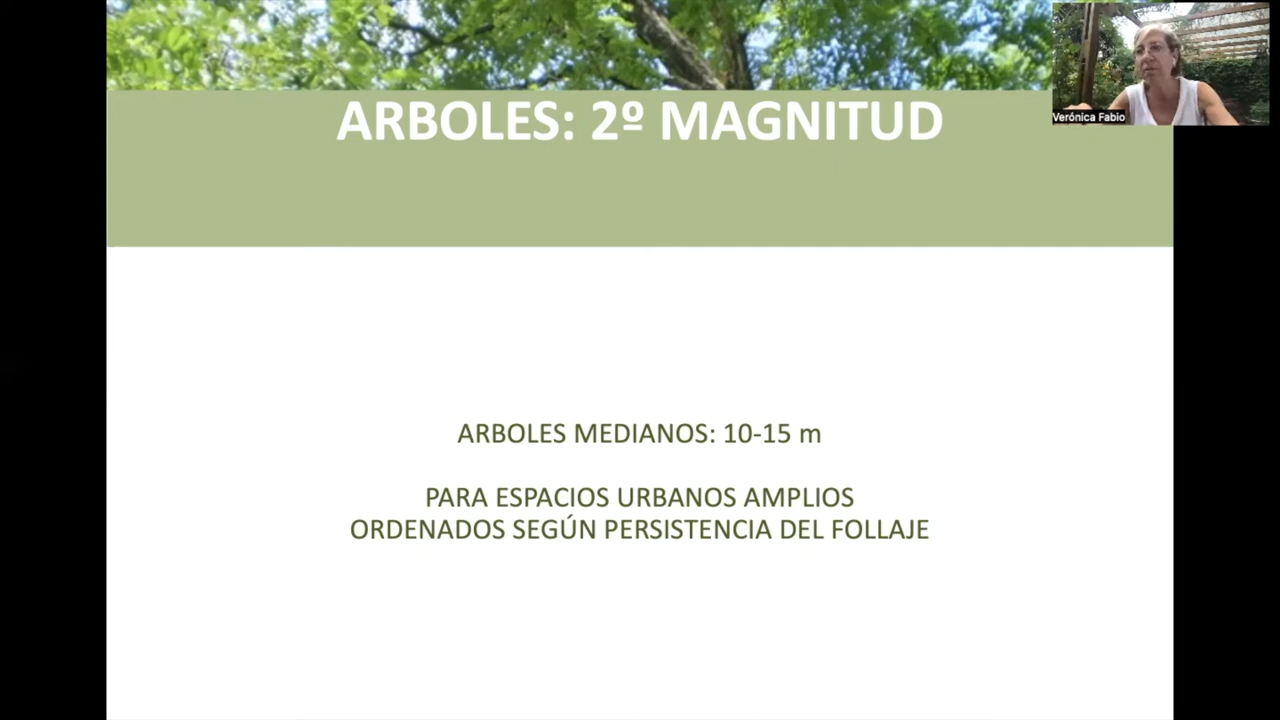 ARBOLES: 2º MAGNITUD
Verónica Fabio
ARBOLES MEDIANOS: 10-15 m
PARA ESPACIOS URBANOS AMPLIOS
ORDENADOS SEGÚN PERSISTENCIA DEL FOLLAJE